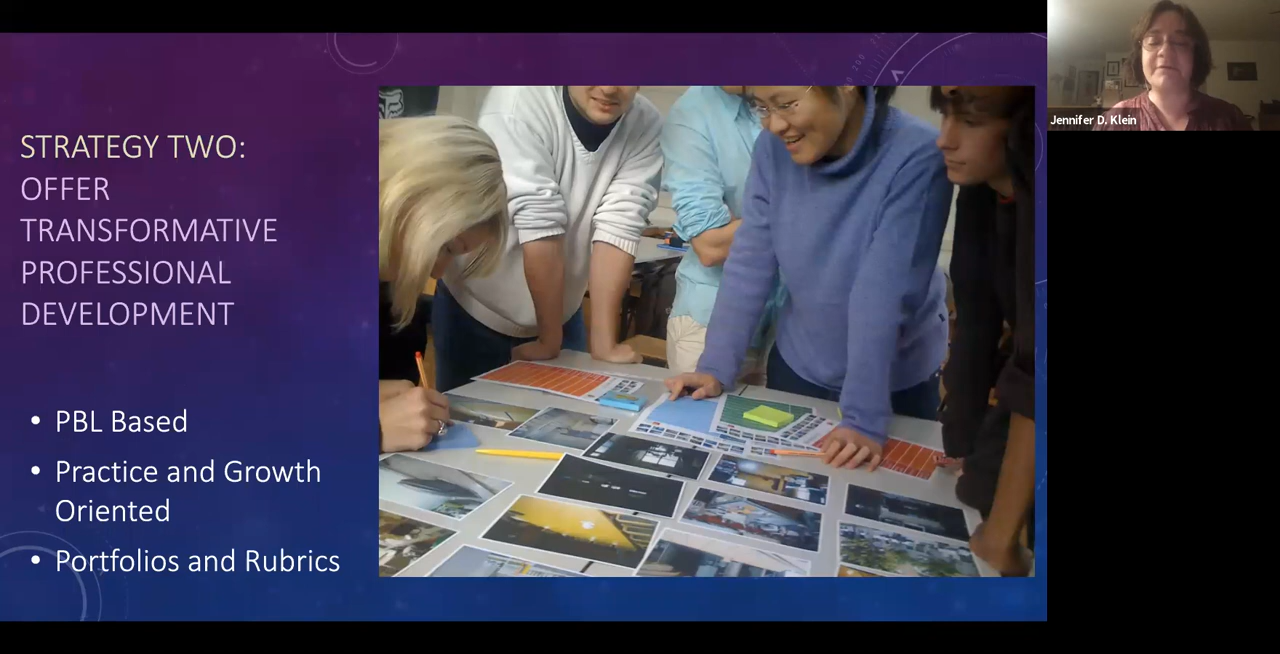 STRATEGY TWO:
OFFER
TRANSFORMATIVE
PROFESSIONAL
DEVELOPMENT
• PBL Based
• Practice and Growth
Oriented
• Portfolios and Rubrics
Jennifer D. Klein